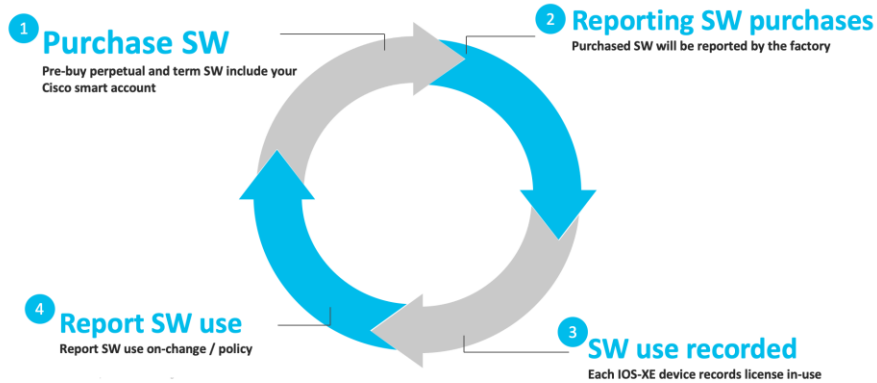 1
Purchase SW
Pre-buy perpetual and term SW include your
Cisco smart account
2
Reporting SW purchases
Purchased SW will be reported by the factory
3
SW use recorded
Each IOS-XE device records license in-use
4
Report SW use
Report SW use on-change / policy